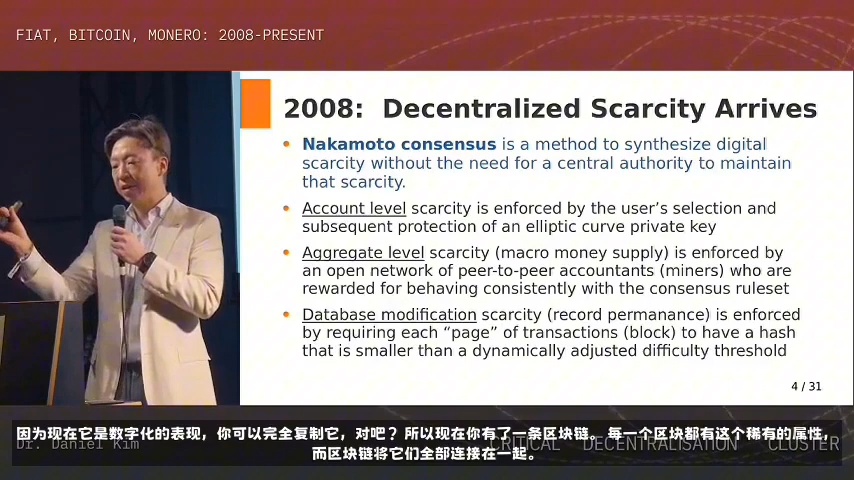 FIAT, BITCOIN, MONERO: 2008-PRESENT
2008: Decentralized Scarcity Arrives
• Nakamoto consensus is a method to synthesize digital
scarcity without the need for a central authority to maintain
that scarcity.
• Account level scarcity is enforced by the user’s selection and
subsequent protection of an elliptic curve private key
• Aggregate level scarcity (macro money supply) is enforced by
an open network of peer-to-peer accountants (miners) who are
rewarded for behaving consistently with the consensus ruleset
• Database modification scarcity (record permanance) is enforced
by requiring each “page” of transactions (block) to have a hash
that is smaller than a dynamically adjusted difficulty threshold
4 / 31
因为现在它是数字化的表现，你可以完全复制它，对吧？所以现在你有了一条区块链。每一个区块都有这个稀有的属性，
而区块链将它们全部连接在一起。
Dr. Daniel Kim
CRITICAL DECENTRALISATION CLUSTER